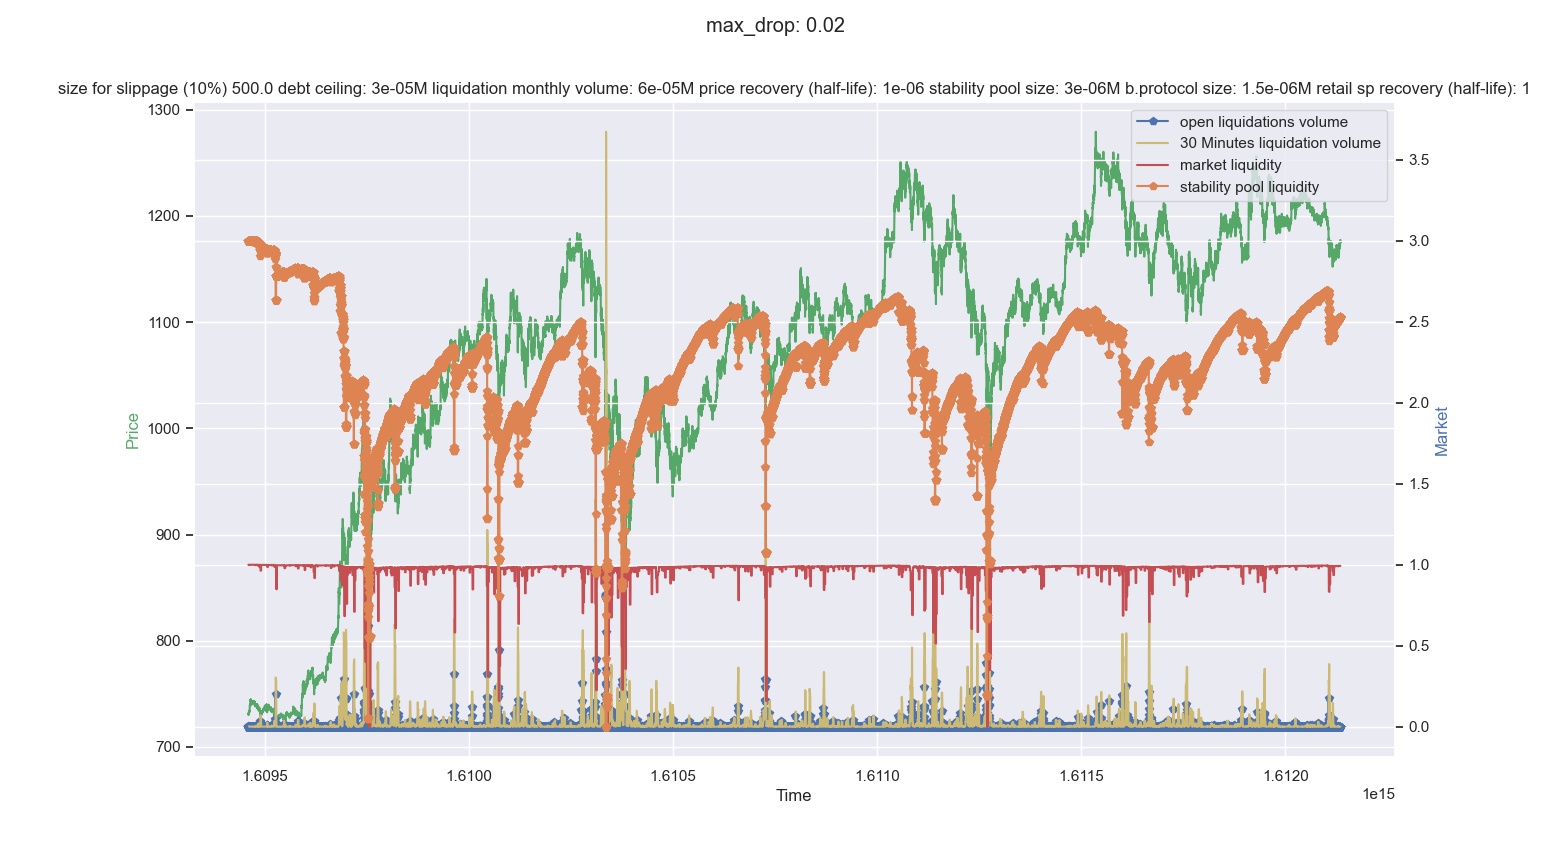 max_drop: 0.02
size for slippage (10%) 500.0 debt ceiling: 3e-05M liquidation monthly volume: 6e-05M price recovery (half-life): 1e-06 stability pool size: 3e-06M b.protocol size: 1.5e-06M retail sp recovery (half-life): 1
open liquidations volume
30 Minutes liquidation volume
market liquidity
stability pool liquidity
1300
1200
1100
1000
900
800
700
Price
3.5
3.0
2.5
2.0
1.5
1.0
0.5
0.0
Market
1.6095 1.6100 1.6105 1.6110 1.6115 1.6120
Time
1e15